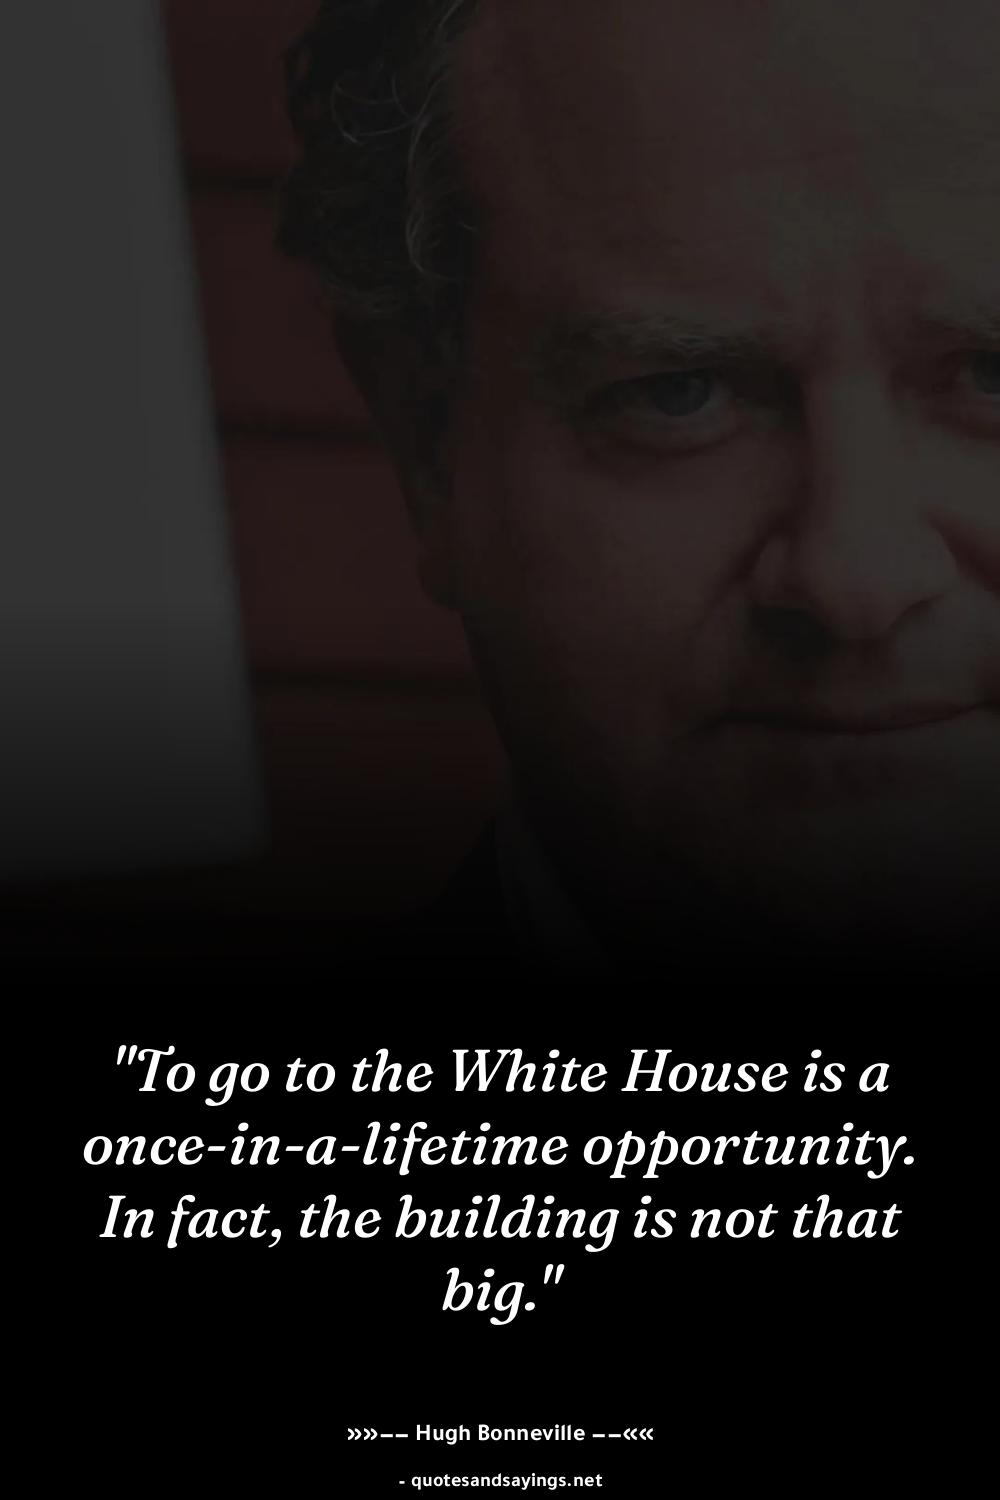 "To go to the White House is a
once-in-a-lifetime opportunity.
In fact, the building is not that
big."
»»−− Hugh Bonneville −−««
- quotesandsayings.net